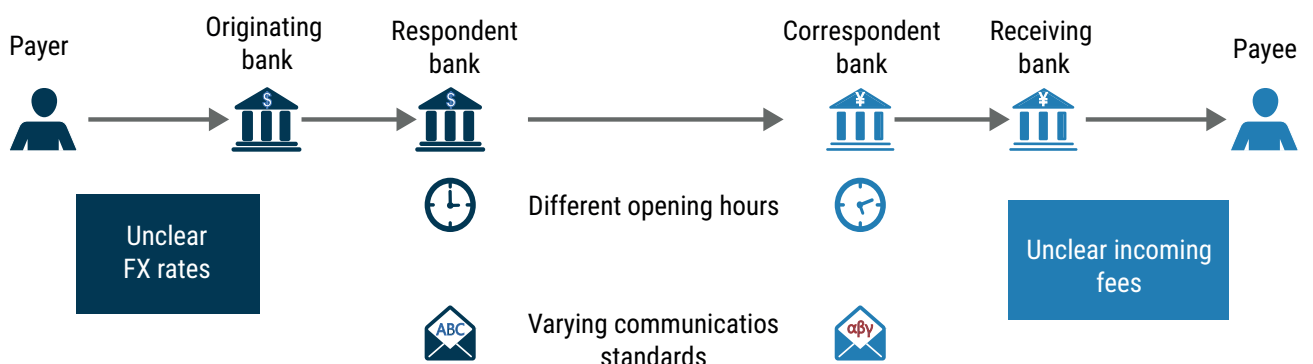 Payer
Originating
bank
Respondent
bank
Correspondent
bank
Receiving
bank
Payee
$
$
¥
¥
Different opening hours
Unclear
FX rates
Unclear incoming
fees
ABC
Varying communicatios
standards
αβγ